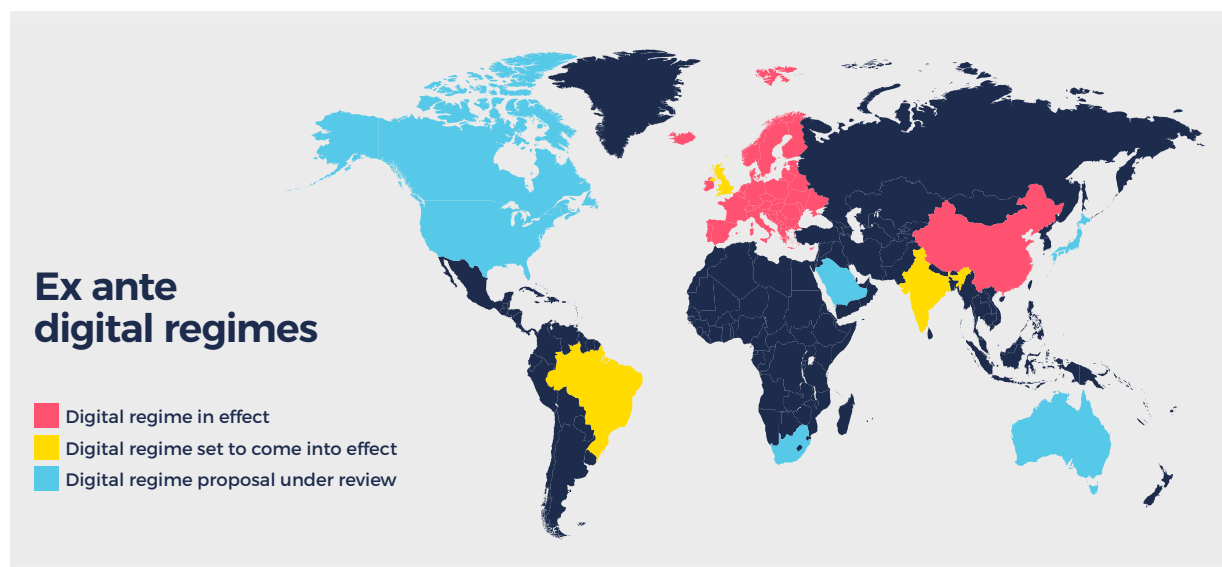 Ex ante
digital regimes
Digital regime in effect
Digital regime set to come into effect
Digital regime proposal under review